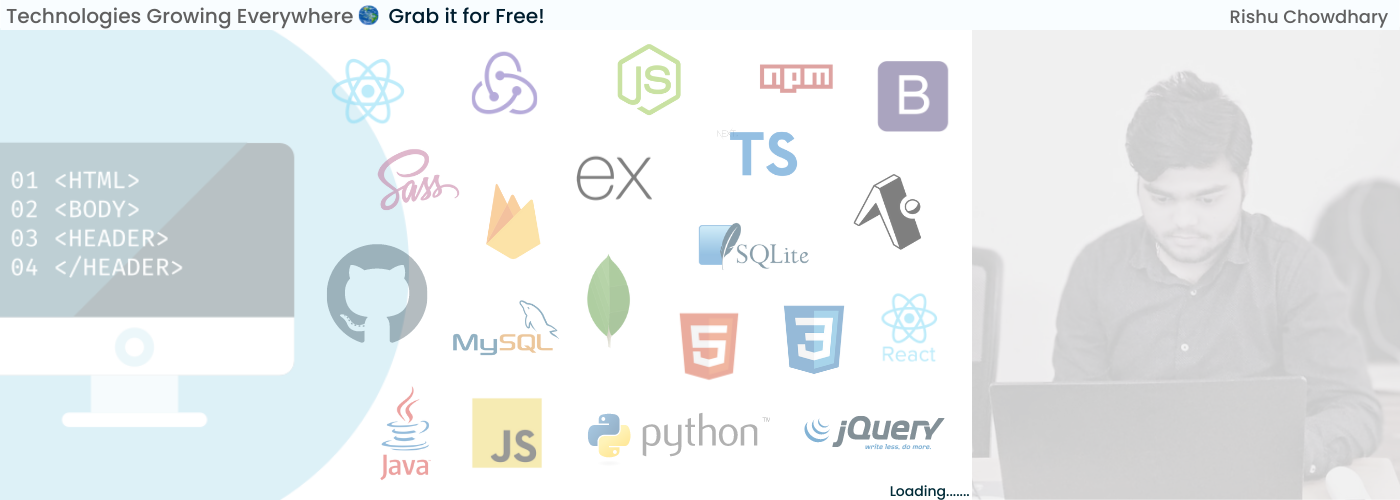 Technologies Growing Everywhere 🌎 Grab it for Free!
Rishu Chowdhary
JS
npm
B
TS
Sass
ex
01 <HTML>
02 <BODY>
03 <HEADER>
04 </HEADER>
SQLite
MySQL
5
3
React
Java
JS
python™
jQuery
write less. do more.
Loading.......